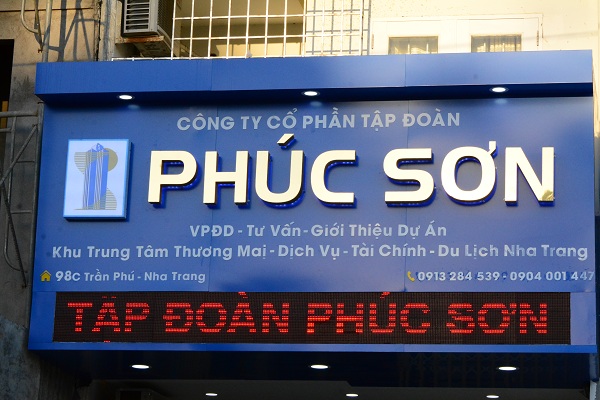 CÔNG TY CỔ PHẦN TẬP ĐOÀN
PHÚC SƠN
VPĐD - Tư Vấn - Giới Thiệu Dự Án
Khu Trung Tâm Thương Mại - Dịch Vụ - Tài Chính - Du Lịch Nha Trang
98C Trần Phú - Nha Trang 0913 284 539 - 0904 001 447
TẬP ĐOÀN PHÚC SƠN